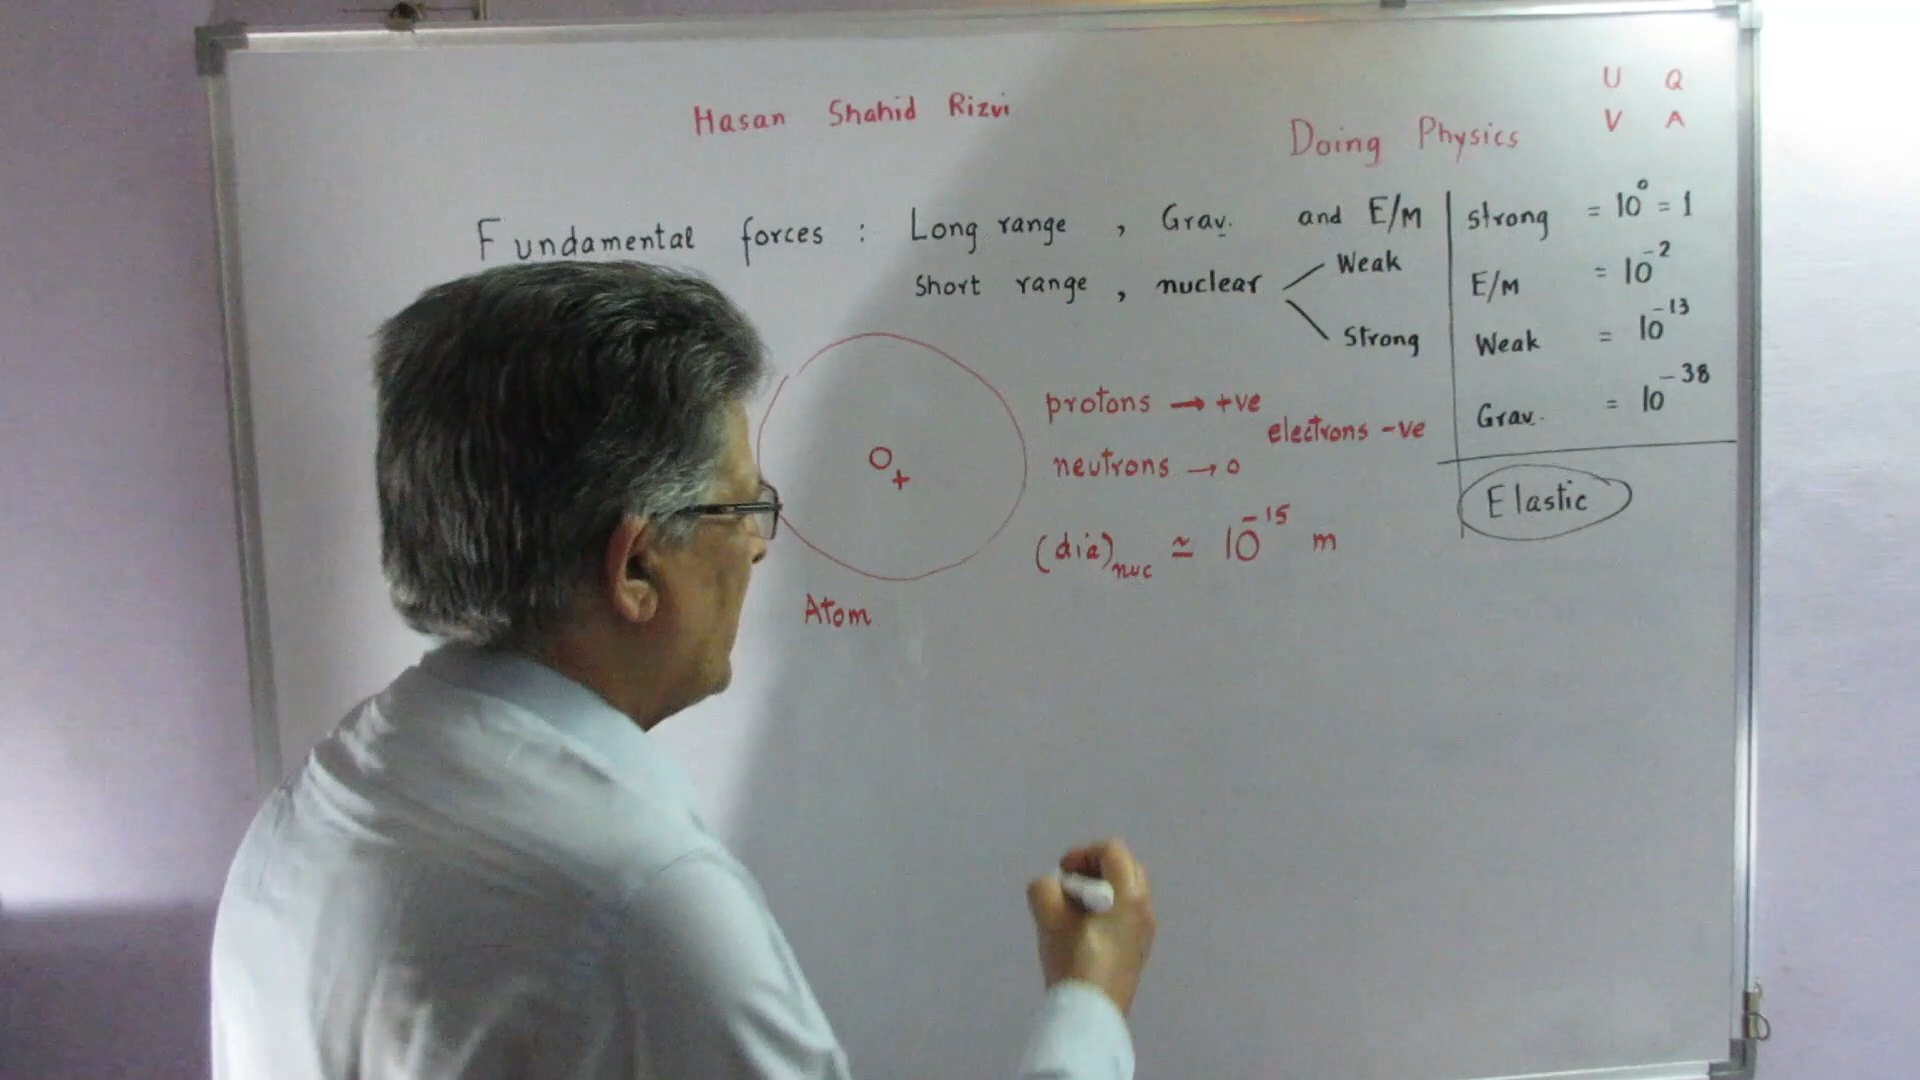 U Q
V A
Hasan Shahid Rizvi
Doing Physics
Fundamental forces : Long range , Grav. and E/M
Short range , nuclear
Weak
Strong
strong = 10⁰ = 1
E/M = 10⁻²
Weak = 10⁻¹³
Grav. = 10⁻³⁸
Elastic
protons → +ve
electrons -ve
neutrons → 0
(dia)nuc ≃ 10⁻¹⁵ m
+
Atom